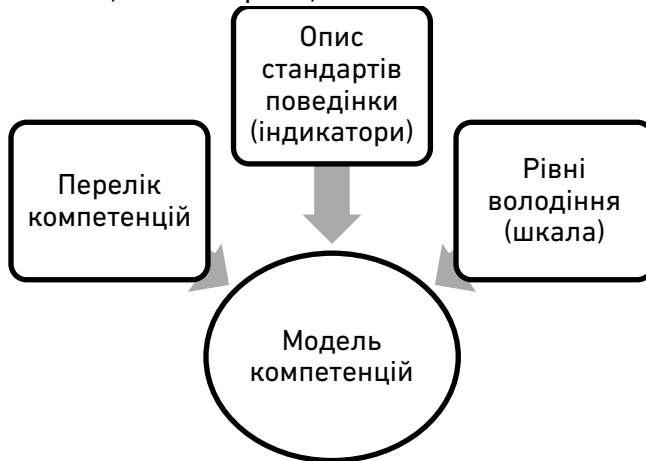 Опис
стандартів
поведінки
(індикатори)
Перелік
компетенцій
Рівні
володіння
(шкала)
Модель
компетенцій